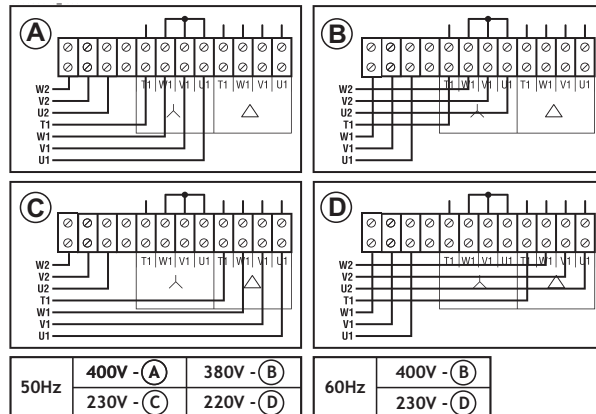 A
T1 W1 V1 U1 T1 W1 V1 U1
W2
V2
U2
T1
W1
V1
U1
B
T1 W1 V1 U1 T1 W1 V1 U1
W2
V2
U2
T1
W1
V1
U1
C
T1 W1 V1 U1 T1 W1 V1 U1
W2
V2
U2
T1
W1
V1
U1
D
T1 W1 V1 U1 T1 W1 V1 U1
W2
V2
U2
T1
W1
V1
U1
50Hz
400V - A 380V - B
230V - C 220V - D
60Hz
400V - B
230V - D